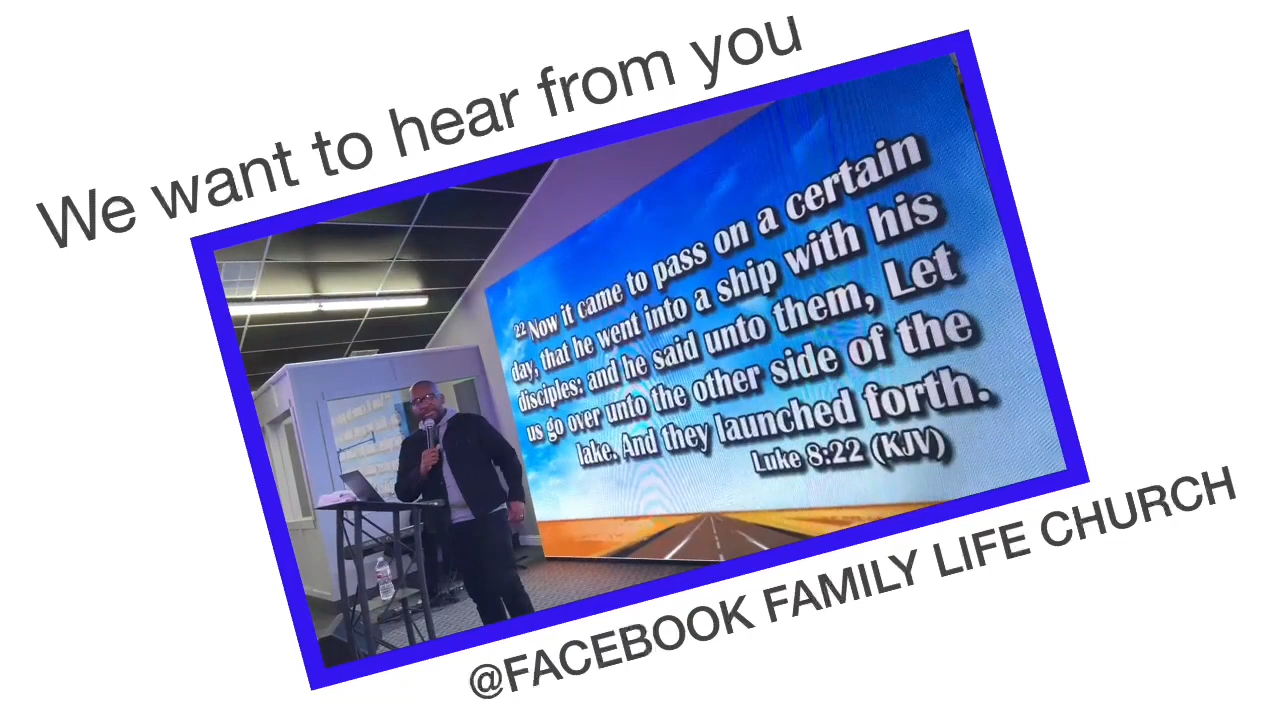 We want to hear from you
22 Now it came to pass on a certain
day, that he went into a ship with his
disciples: and he said unto them, Let
us go over unto the other side of the
lake. And they launched forth.
Luke 8:22 (KJV)
@FACEBOOK FAMILY LIFE CHURCH